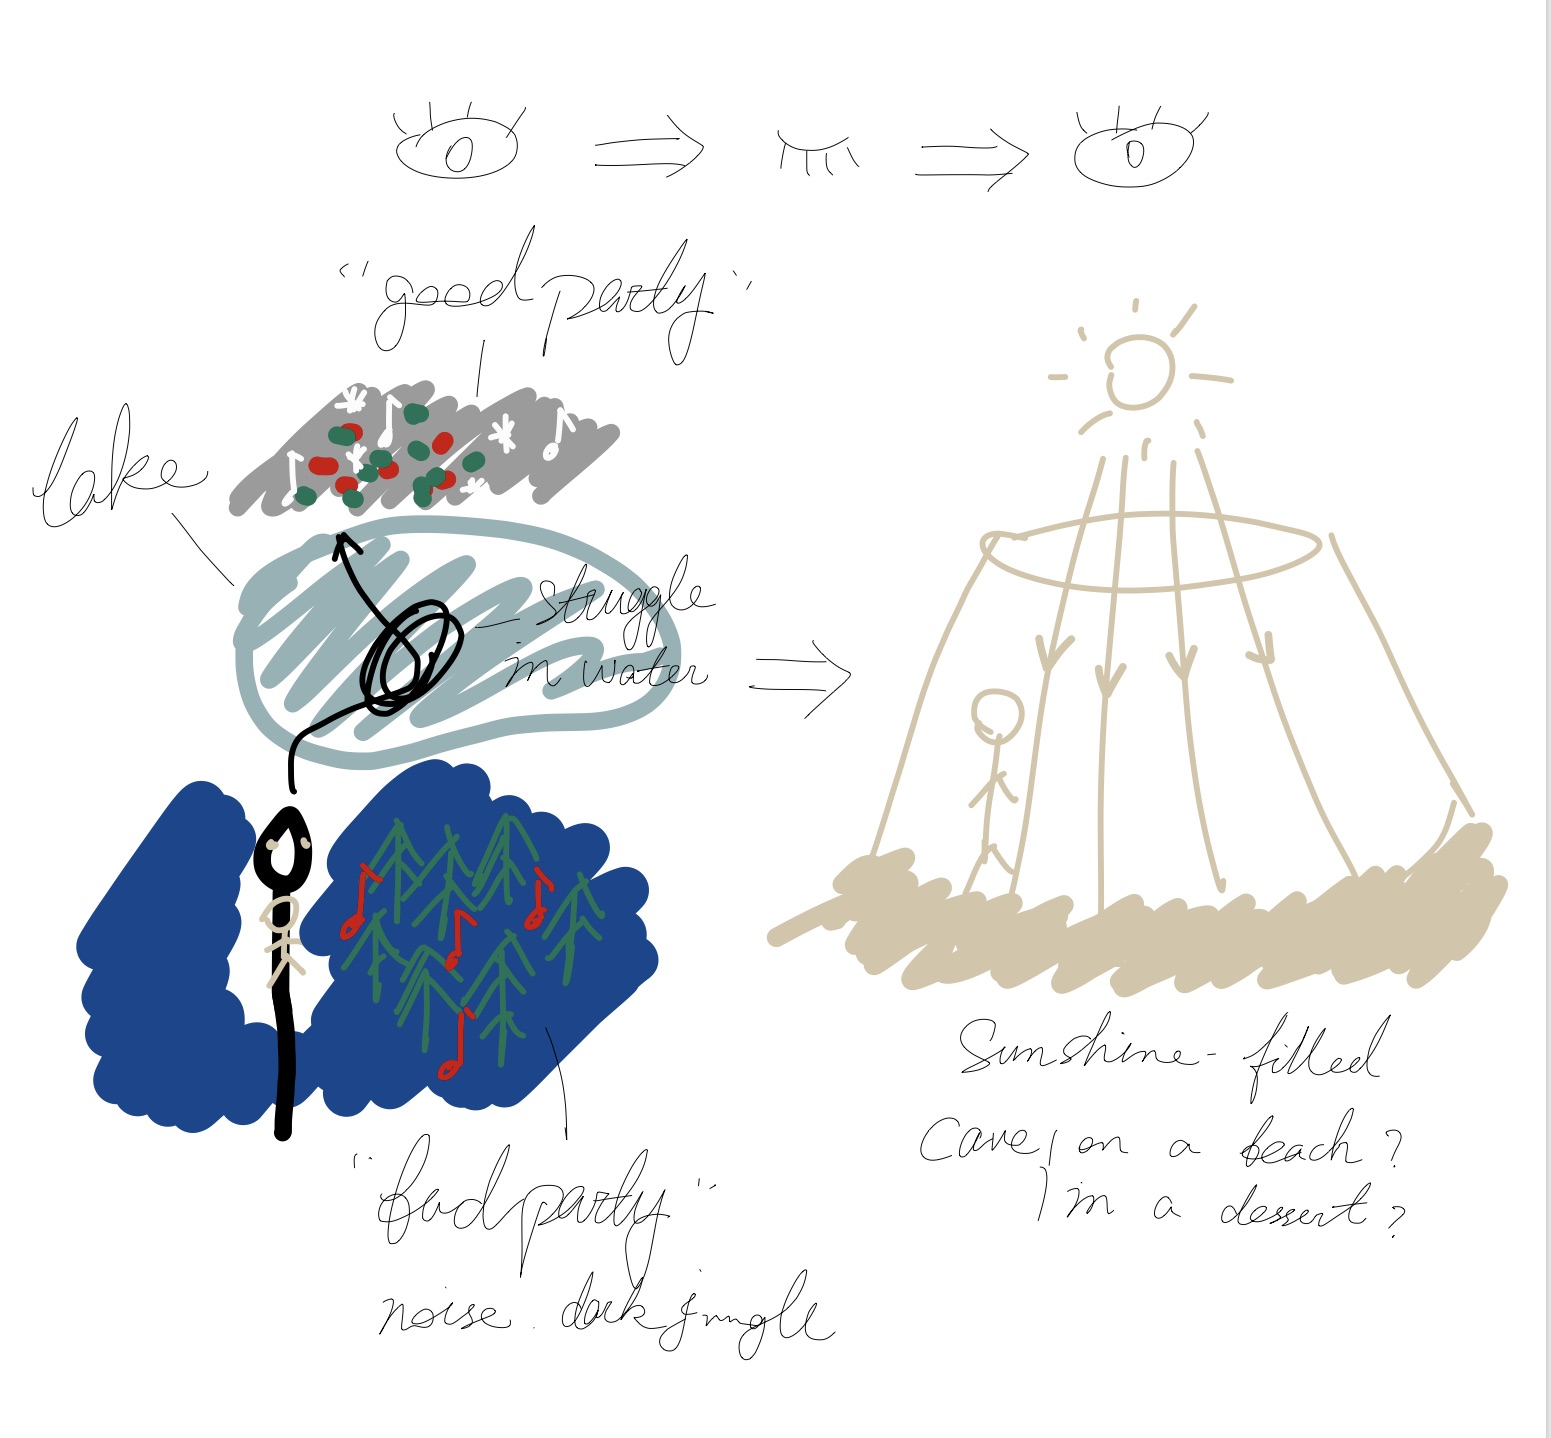 "good party"
lake
struggle
in water
"bad party"
noise. dark jungle
Sunshine-filled
Cave, on a beach?
in a dessert?